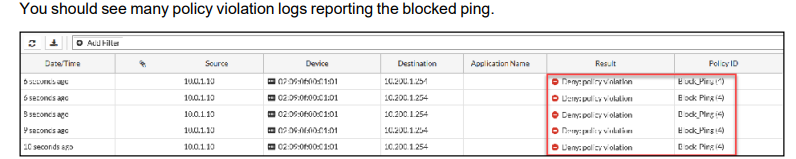 You should see many policy violation logs reporting the blocked ping.
Add Filter
Date/Time Source Device Destination Application Name Result Policy ID
6 seconds ago 10.0.1.10 02:09:0f:00:01:01 10.200.1.254 Deny: policy violation Block_Ping (4)
6 seconds ago 10.0.1.10 02:09:0f:00:01:01 10.200.1.254 Deny: policy violation Block_Ping (4)
8 seconds ago 10.0.1.10 02:09:0f:00:01:01 10.200.1.254 Deny: policy violation Block_Ping (4)
9 seconds ago 10.0.1.10 02:09:0f:00:01:01 10.200.1.254 Deny: policy violation Block_Ping (4)
10 seconds ago 10.0.1.10 02:09:0f:00:01:01 10.200.1.254 Deny: policy violation Block_Ping (4)